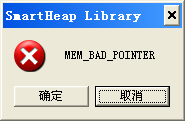 SmartHeap Library
MEM_BAD_POINTER
确定
取消